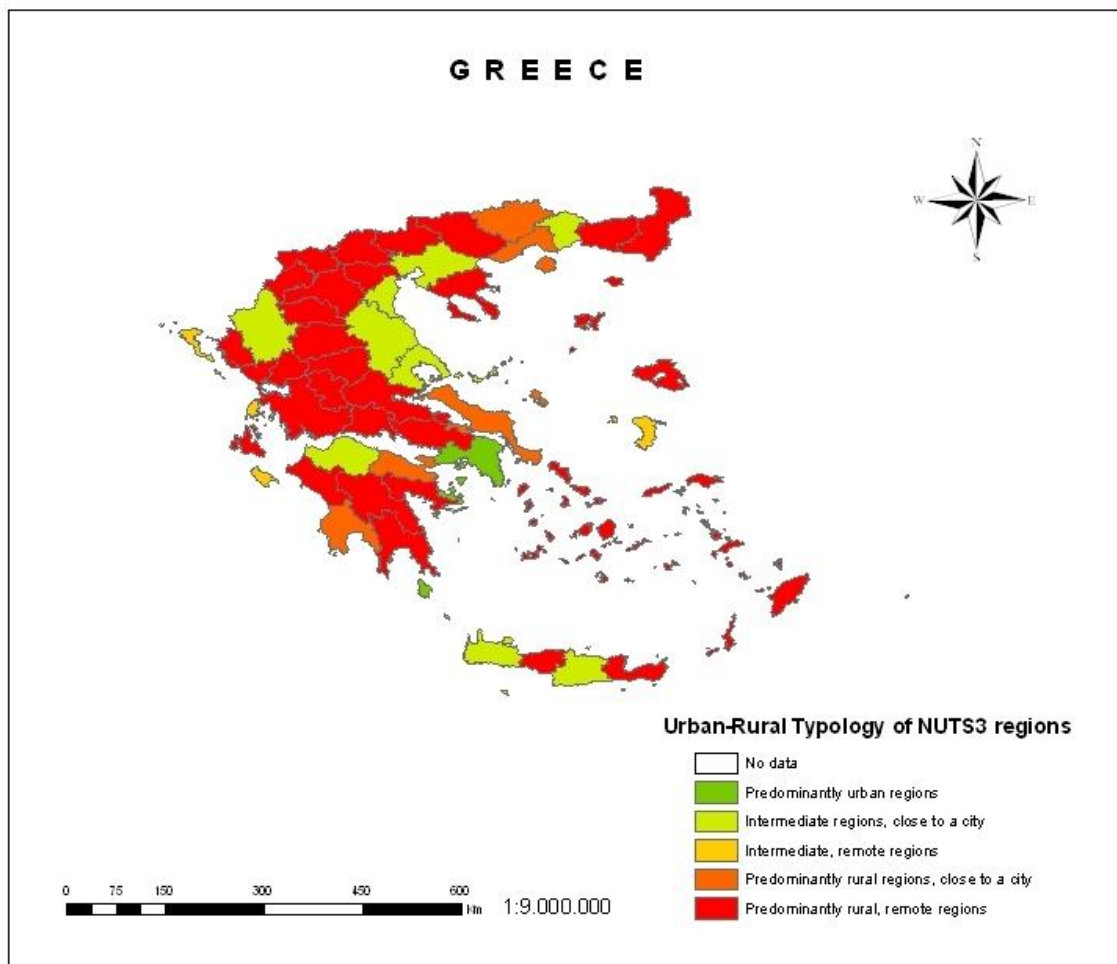 G R E E C E
N
W E
S
Urban-Rural Typology of NUTS3 regions
No data
Predominantly urban regions
Intermediate regions, close to a city
Intermediate, remote regions
Predominantly rural regions, close to a city
Predominantly rural, remote regions
0 75 150 300 450 600
Km 1:9.000.000